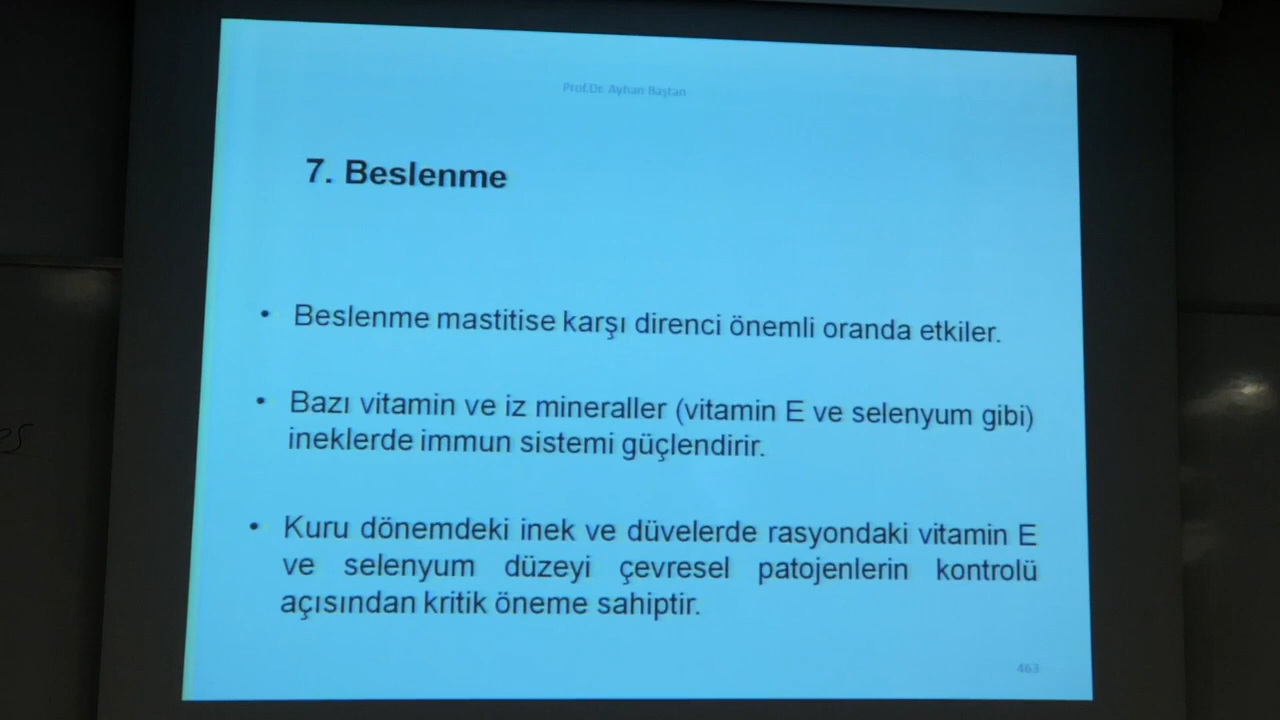 Prof.Dr. Ayhan Baştan
7. Beslenme
• Beslenme mastitise karşı direnci önemli oranda etkiler.
• Bazı vitamin ve iz mineraller (vitamin E ve selenyum gibi)
ineklerde immun sistemi güçlendirir.
• Kuru dönemdeki inek ve düvelerde rasyondaki vitamin E
ve selenyum düzeyi çevresel patojenlerin kontrolü
açısından kritik öneme sahiptir.
463